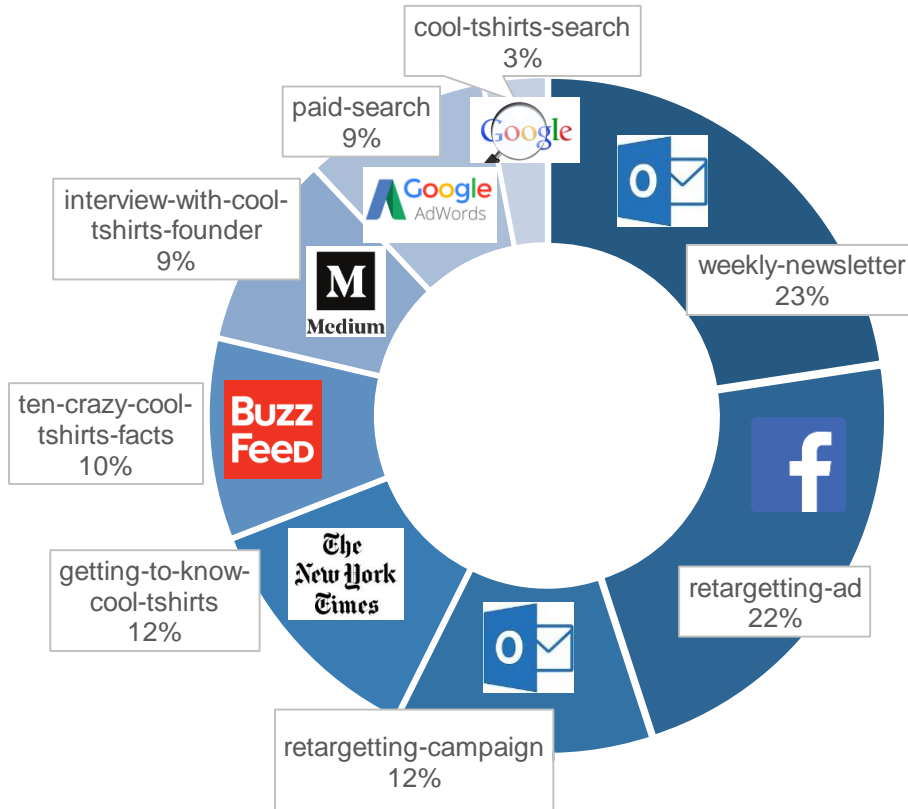 cool-tshirts-search
3%
paid-search
9%
Google
Google
AdWords
interview-with-cool-
tshirts-founder
9%
M
Medium
O
weekly-newsletter
23%
ten-crazy-cool-
tshirts-facts
10%
BUZZ
FEED
f
getting-to-know-
cool-tshirts
12%
The
New York
Times
retargetting-ad
22%
O
retargetting-campaign
12%